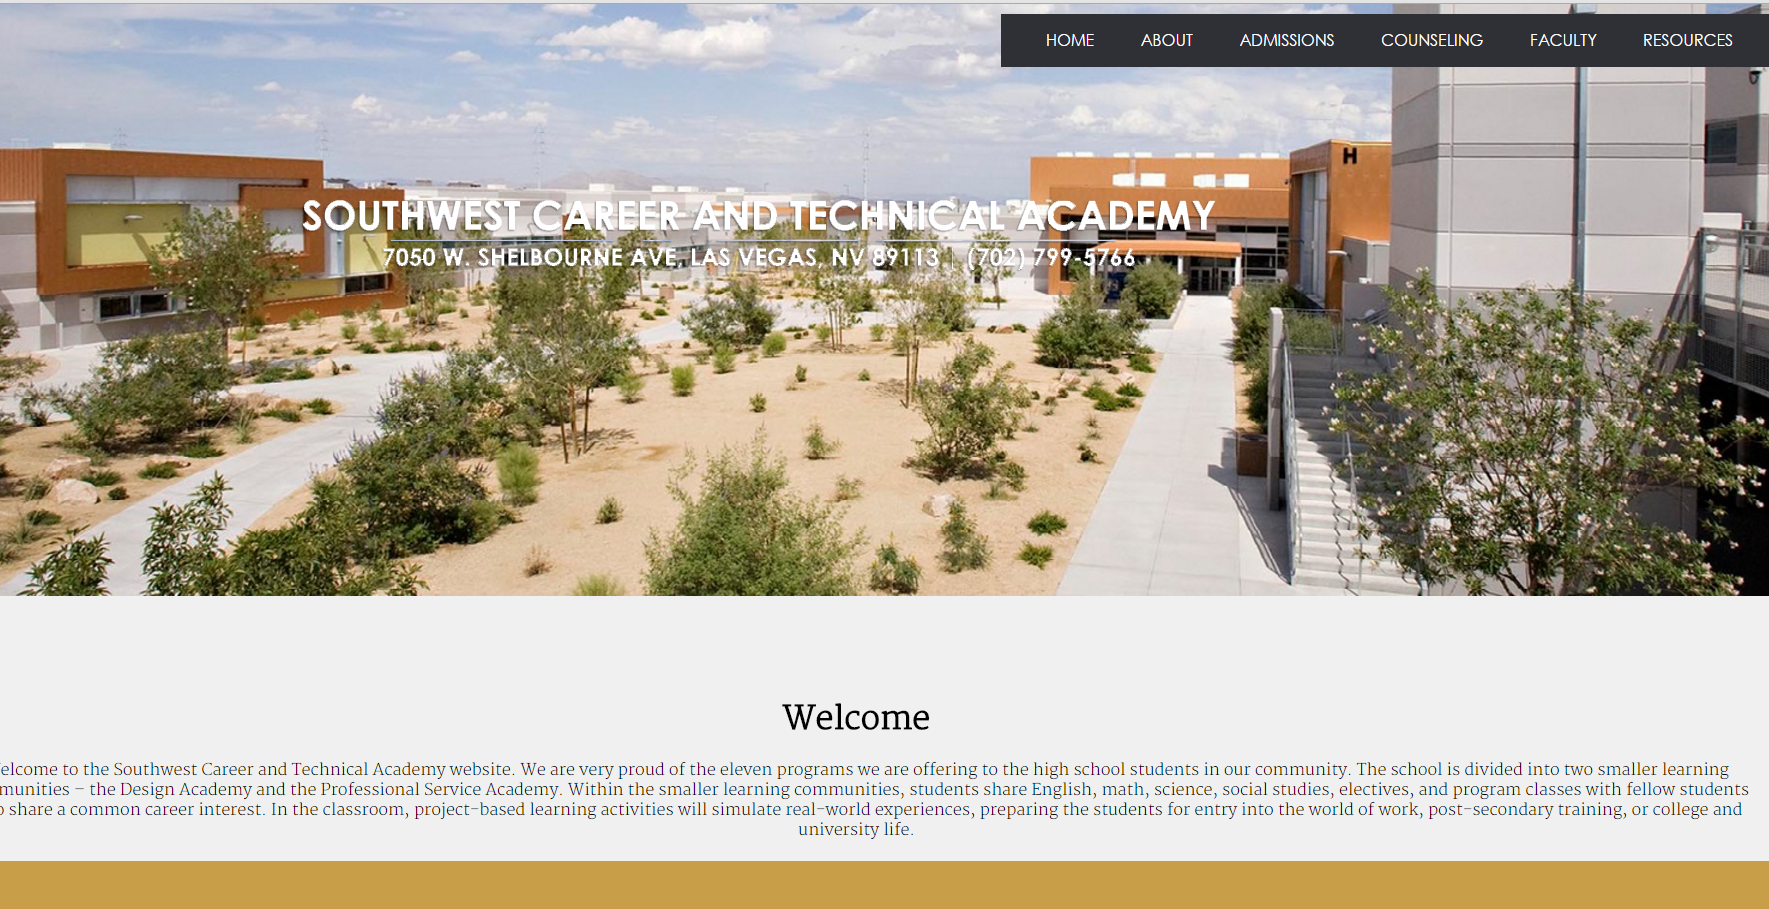 HOME ABOUT ADMISSIONS COUNSELING FACULTY RESOURCES
H
SOUTHWEST CAREER AND TECHNICAL ACADEMY
7050 W. SHELBOURNE AVE, LAS VEGAS, NV 89113 | (702) 799-5766
Welcome
elcome to the Southwest Career and Technical Academy website. We are very proud of the eleven programs we are offering to the high school students in our community. The school is divided into two smaller learning
munities – the Design Academy and the Professional Service Academy. Within the smaller learning communities, students share English, math, science, social studies, electives, and program classes with fellow students
o share a common career interest. In the classroom, project-based learning activities will simulate real-world experiences, preparing the students for entry into the world of work, post-secondary training, or college and
university life.